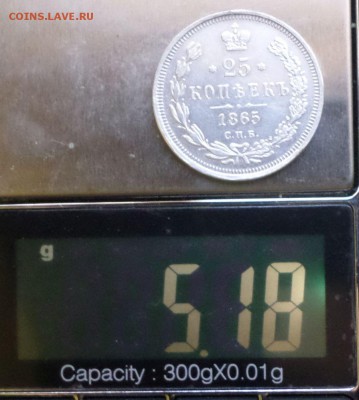 COINS.LAVE.RU
25
КОПѢЕКЪ
1865
С.П.Б.
g
5.18
Capacity : 300gX0.01g